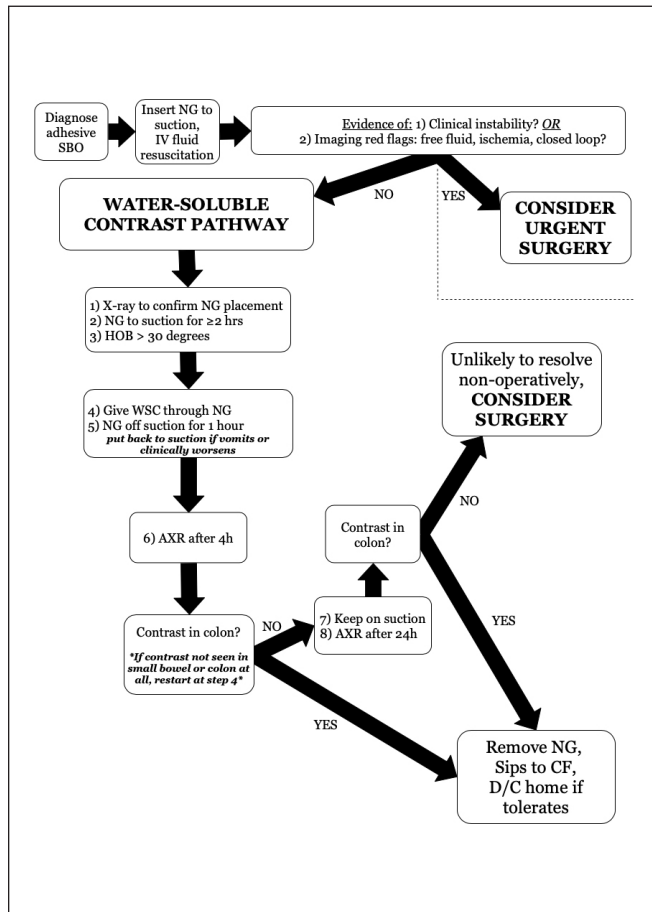 Diagnose
adhesive
SBO
Insert NG to
suction,
IV fluid
resuscitation
Evidence of: 1) Clinical instability? OR
2) Imaging red flags: free fluid, ischemia, closed loop?
NO
YES
WATER-SOLUBLE
CONTRAST PATHWAY
CONSIDER
URGENT
SURGERY
1) X-ray to confirm NG placement
2) NG to suction for ≥2 hrs
3) HOB > 30 degrees
4) Give WSC through NG
5) NG off suction for 1 hour
put back to suction if vomits or
clinically worsens
6) AXR after 4h
Contrast in colon?
*If contrast not seen in
small bowel or colon at
all, restart at step 4*
NO
YES
7) Keep on suction
8) AXR after 24h
Contrast in
colon?
NO
YES
Unlikely to resolve
non-operatively,
CONSIDER
SURGERY
Remove NG,
Sips to CF,
D/C home if
tolerates